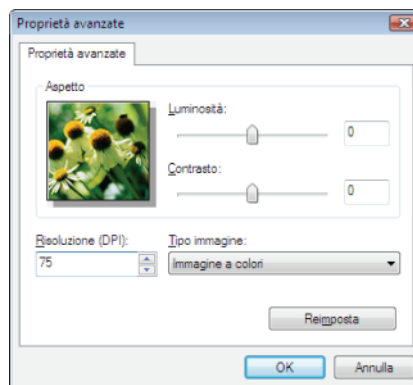 Proprietà avanzate
Proprietà avanzate
Aspetto
Luminosità:
0
Contrasto:
0
Risoluzione (DPI): Tipo immagine:
75 Immagine a colori
Reimposta
OK Annulla